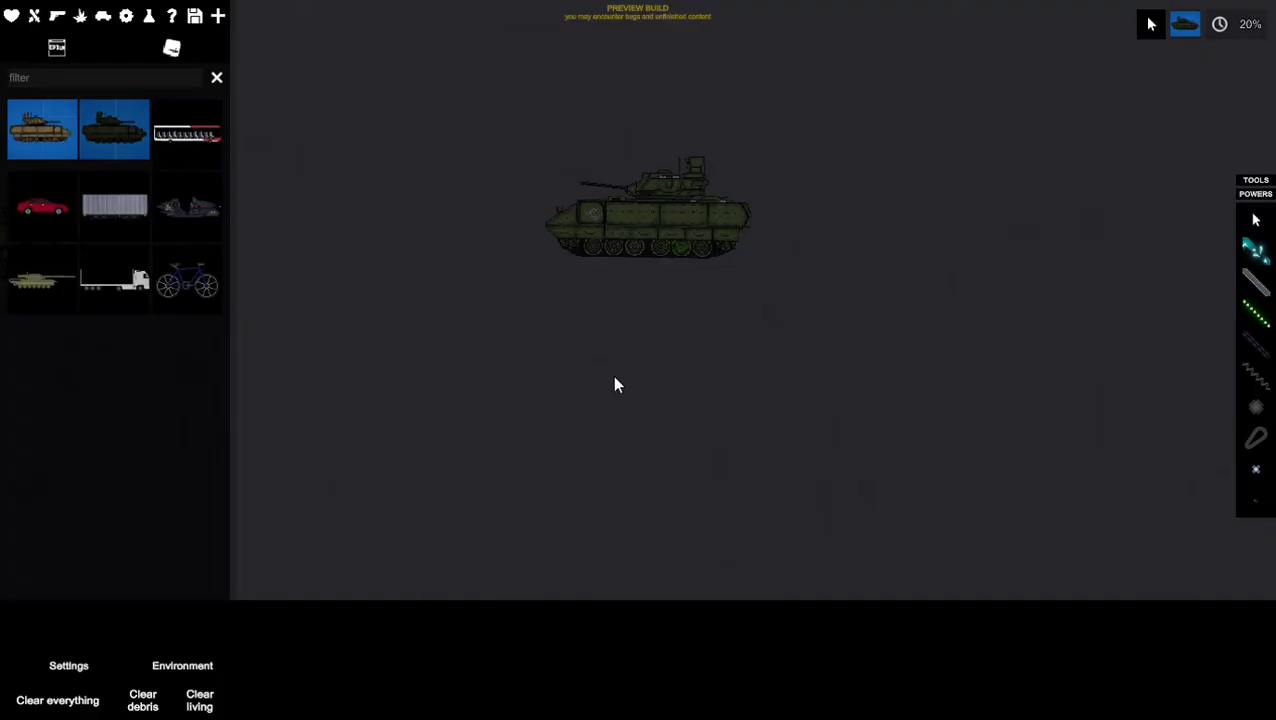 PREVIEW BUILD
you may encounter bugs and unfinished content
20%
filter
TOOLS
POWERS
Settings
Environment
Clear everything
Clear
debris
Clear
living